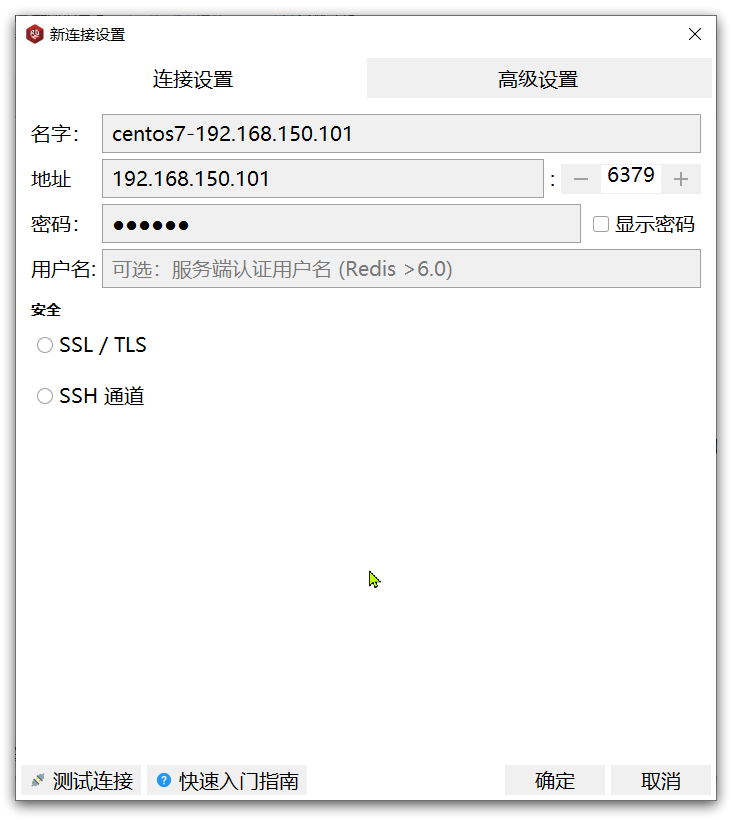 新连接设置
连接设置 高级设置
名字： centos7-192.168.150.101
地址 192.168.150.101 : − 6379 +
密码： ●●●●●● 显示密码
用户名: 可选：服务端认证用户名 (Redis >6.0)
安全
SSL / TLS
SSH 通道
测试连接 ? 快速入门指南 确定 取消